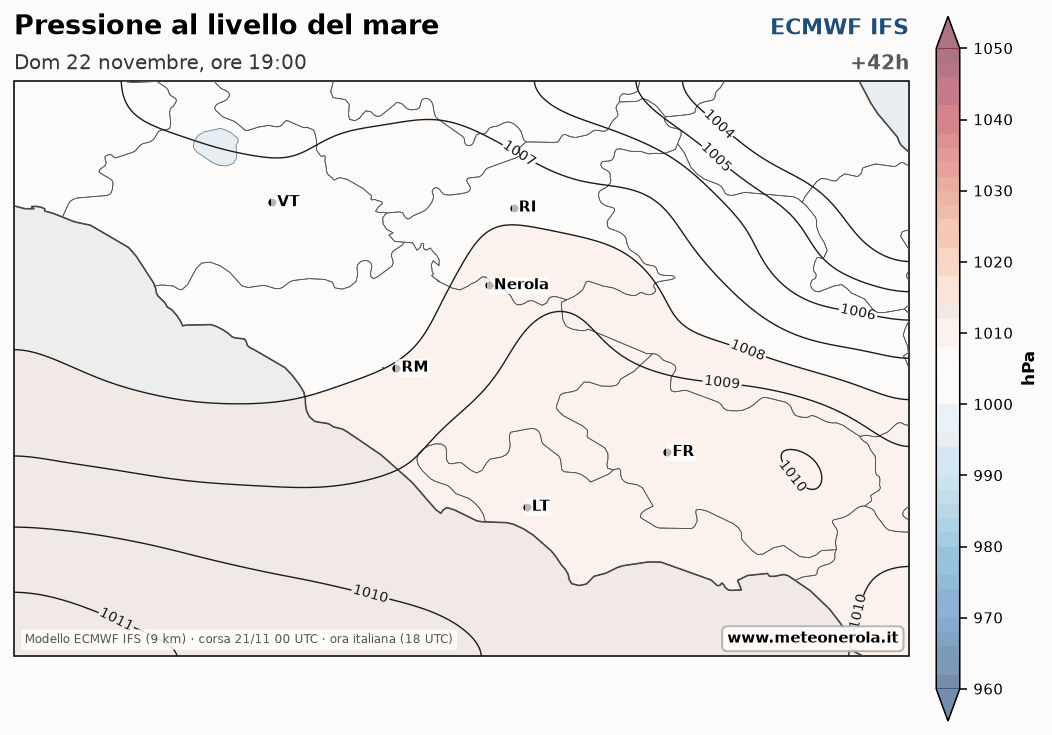 Pressione al livello del mare
ECMWF IFS
Dom 22 novembre, ore 19:00
+42h
1004
1005
1007
VT
RI
Nerola
1006
1008
RM
1009
FR
1010
LT
1010
1010
1011
Modello ECMWF IFS (9 km) · corsa 21/11 00 UTC · ora italiana (18 UTC)
www.meteonerola.it
1050
1040
1030
1020
1010
1000
990
980
970
960
hPa